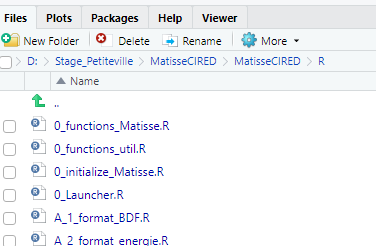 Files Plots Packages Help Viewer
New Folder Delete Rename More
D: Stage_Petiteville MatisseCIRED MatisseCIRED R
Name
..
0_functions_Matisse.R
0_functions_util.R
0_initialize_Matisse.R
0_Launcher.R
A_1_format_BDF.R
A_2_format_energie.R